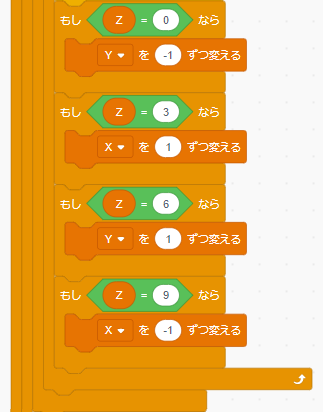 もし Z = 0 なら
Y を -1 ずつ変える
もし Z = 3 なら
X を 1 ずつ変える
もし Z = 6 なら
Y を 1 ずつ変える
もし Z = 9 なら
X を -1 ずつ変える